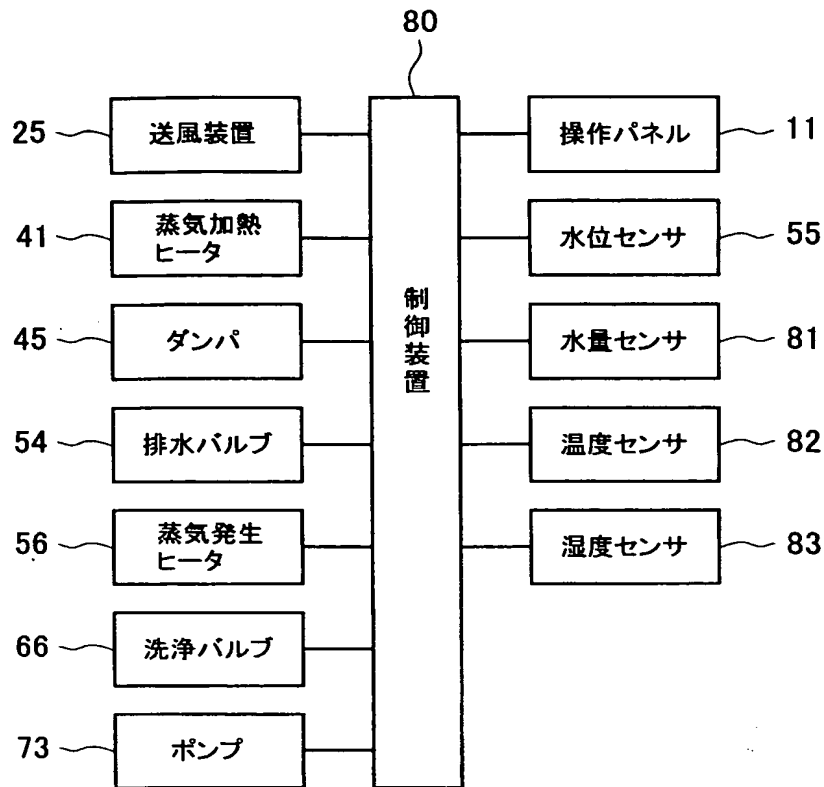 80
25
送風装置
操作パネル
11
41
蒸気加熱
ヒータ
水位センサ
55
制御装置
45
ダンパ
水量センサ
81
54
排水バルブ
温度センサ
82
56
蒸気発生
ヒータ
湿度センサ
83
66
洗浄バルブ
73
ポンプ